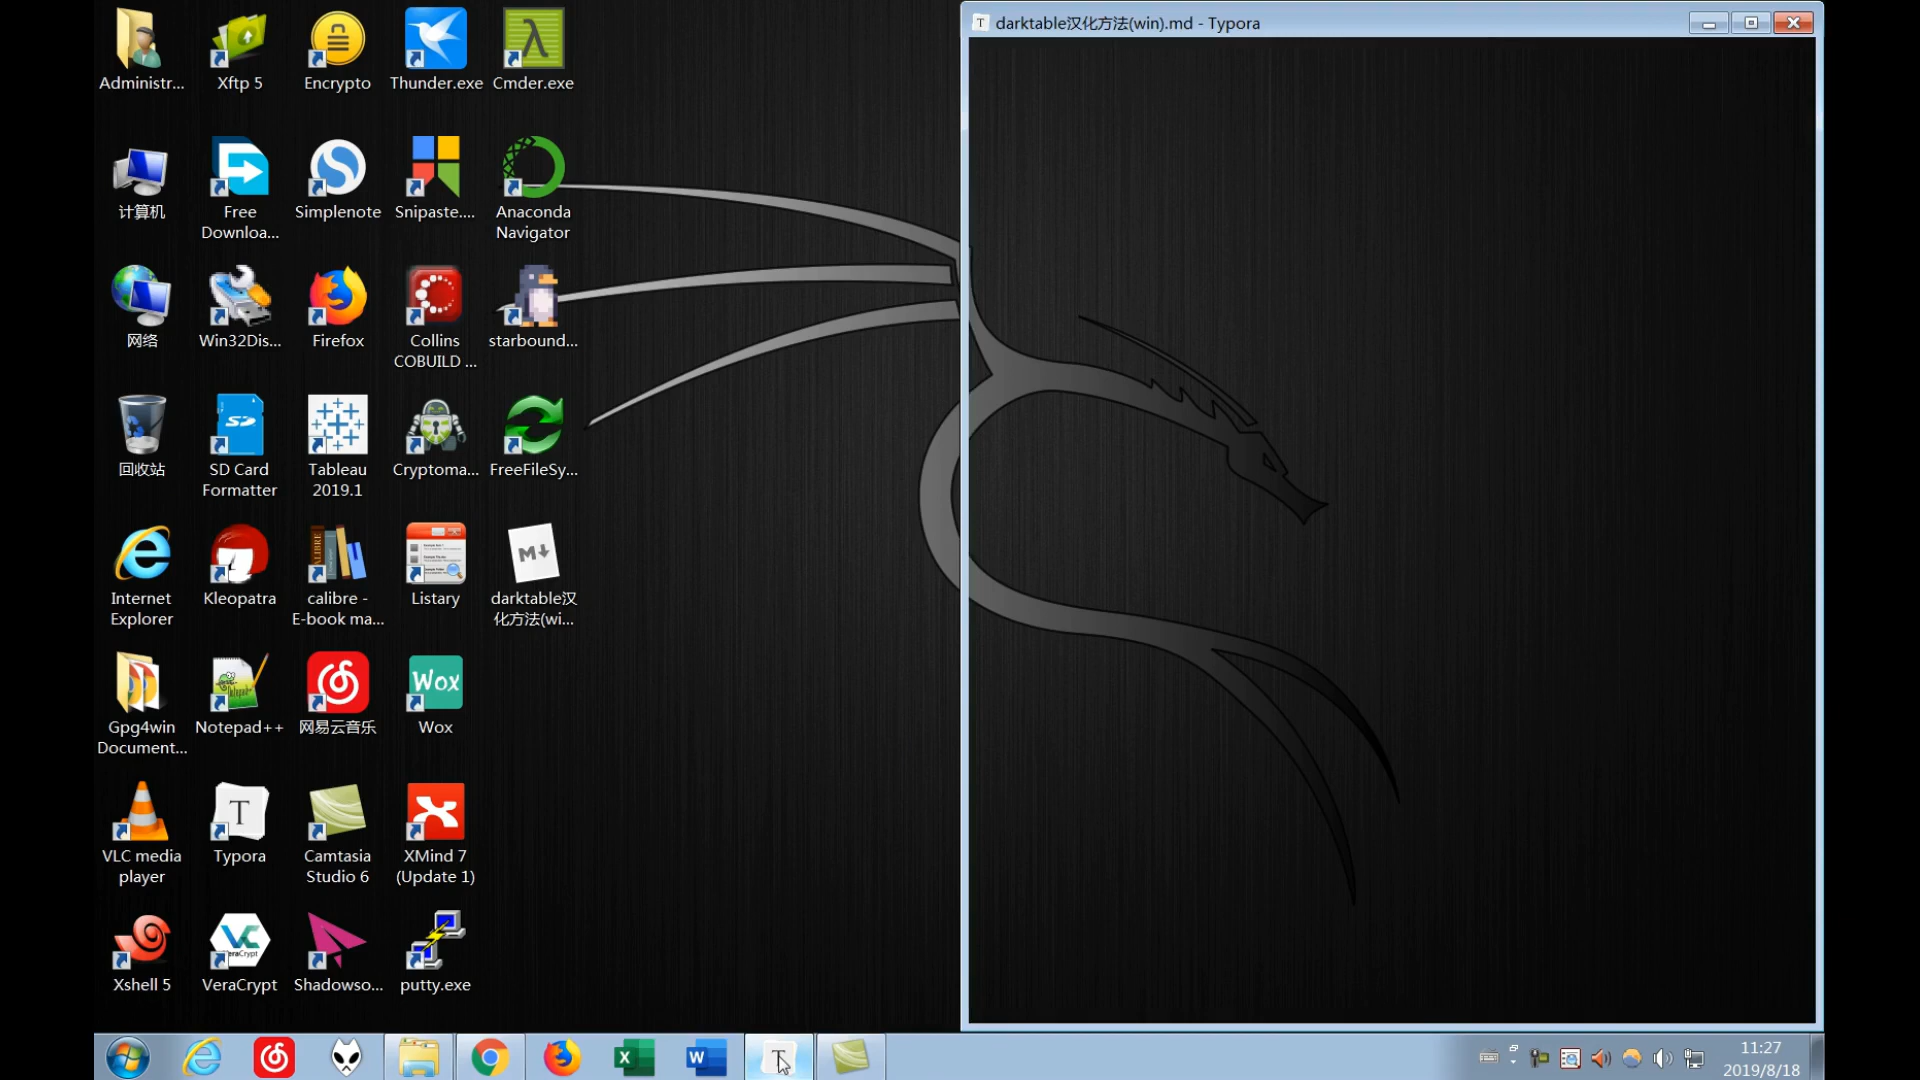 darktable汉化方法(win).md - Typora
Administr...
Xftp 5
Encrypto
Thunder.exe
Cmder.exe
计算机
Free
Downloa...
Simplenote
Snipaste....
Anaconda
Navigator
网络
Win32Dis...
Firefox
Collins
COBUILD ...
starbound...
回收站
SD Card
Formatter
Tableau
2019.1
Cryptoma...
FreeFileSy...
Internet
Explorer
Kleopatra
calibre -
E-book ma...
Listary
darktable汉
化方法(wi...
Gpg4win
Document...
Notepad++
网易云音乐
Wox
VLC media
player
Typora
Camtasia
Studio 6
XMind 7
(Update 1)
Xshell 5
VeraCrypt
Shadowso...
putty.exe
11:27
2019/8/18